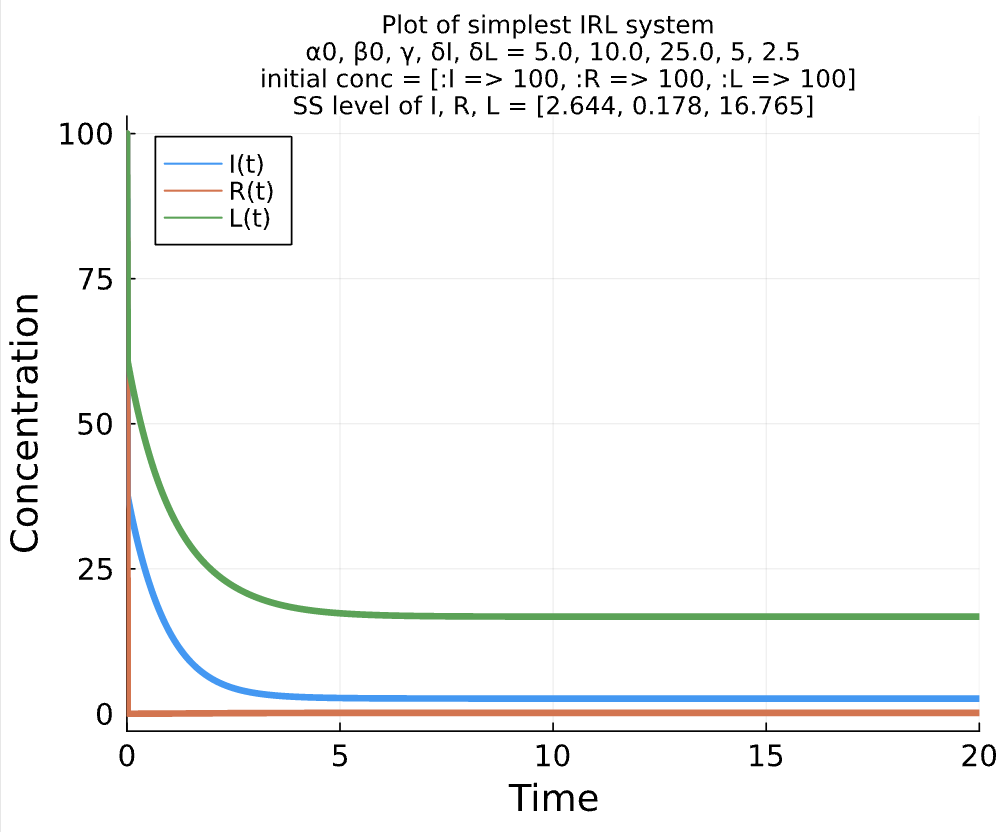 Plot of simplest IRL system
α0, β0, γ, δI, δL = 5.0, 10.0, 25.0, 5, 2.5
initial conc = [:I => 100, :R => 100, :L => 100]
SS level of I, R, L = [2.644, 0.178, 16.765]
100
75
50
25
0
Concentration
I(t)
R(t)
L(t)
0 5 10 15 20
Time